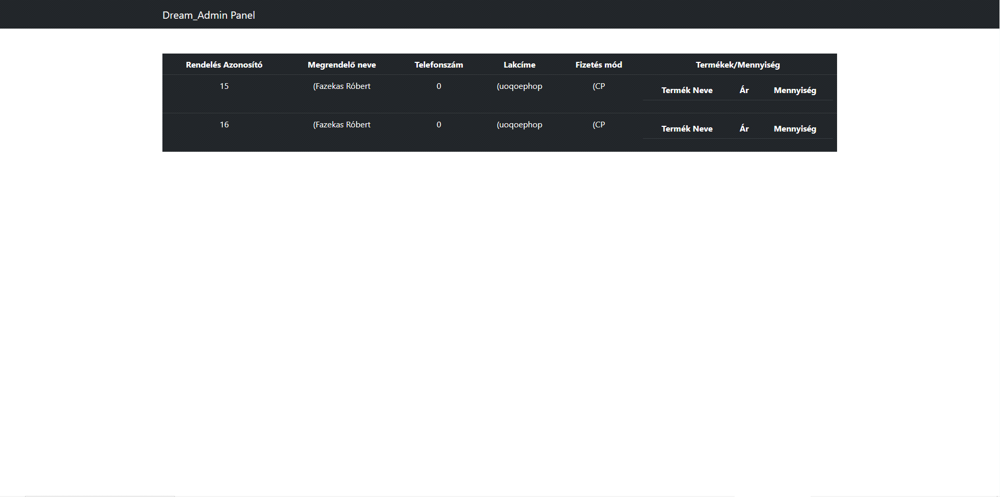 Dream_Admin Panel
Rendelés Azonosító Megrendelő neve Telefonszám Lakcíme Fizetés mód Termékek/Mennyiség
15 (Fazekas Róbert 0 (uoqoephop (CP
Termék Neve Ár Mennyiség
16 (Fazekas Róbert 0 (uoqoephop (CP
Termék Neve Ár Mennyiség